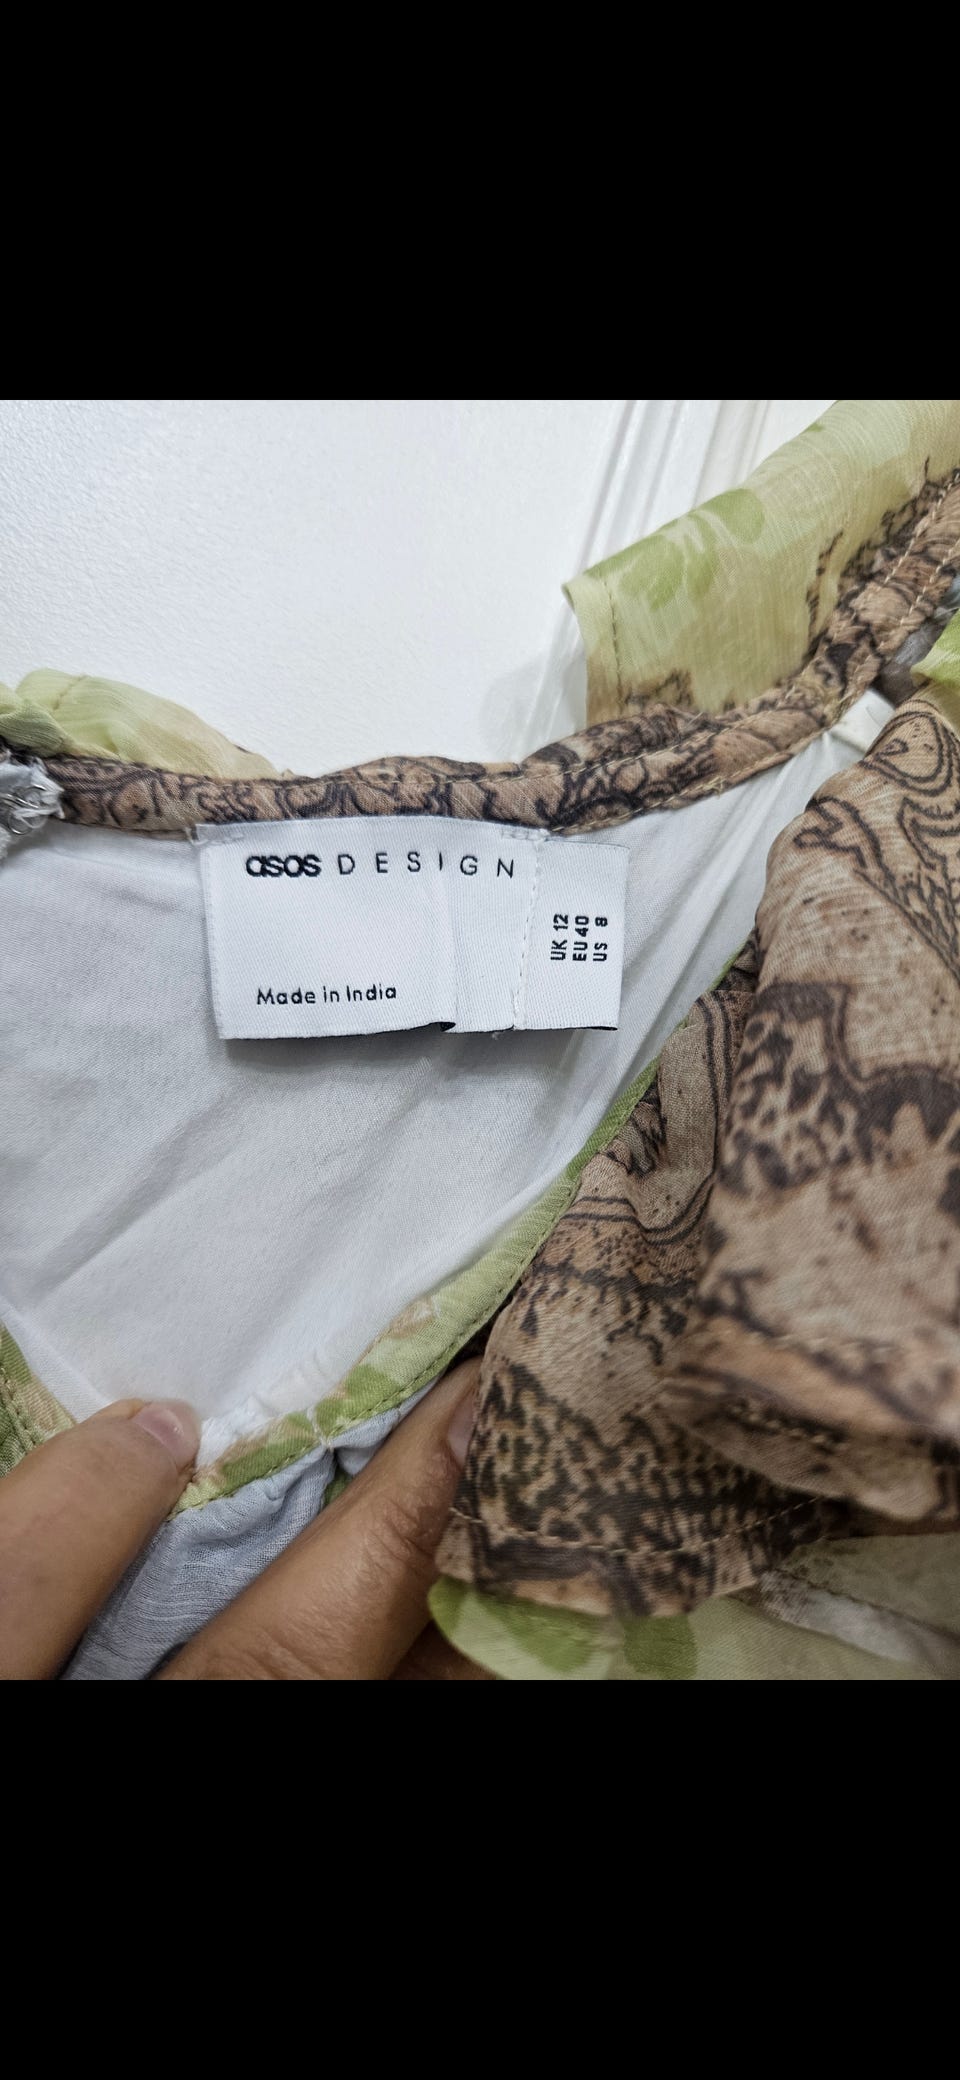 asos DESIGN
Made in India
UK 12
EU 40
US 8